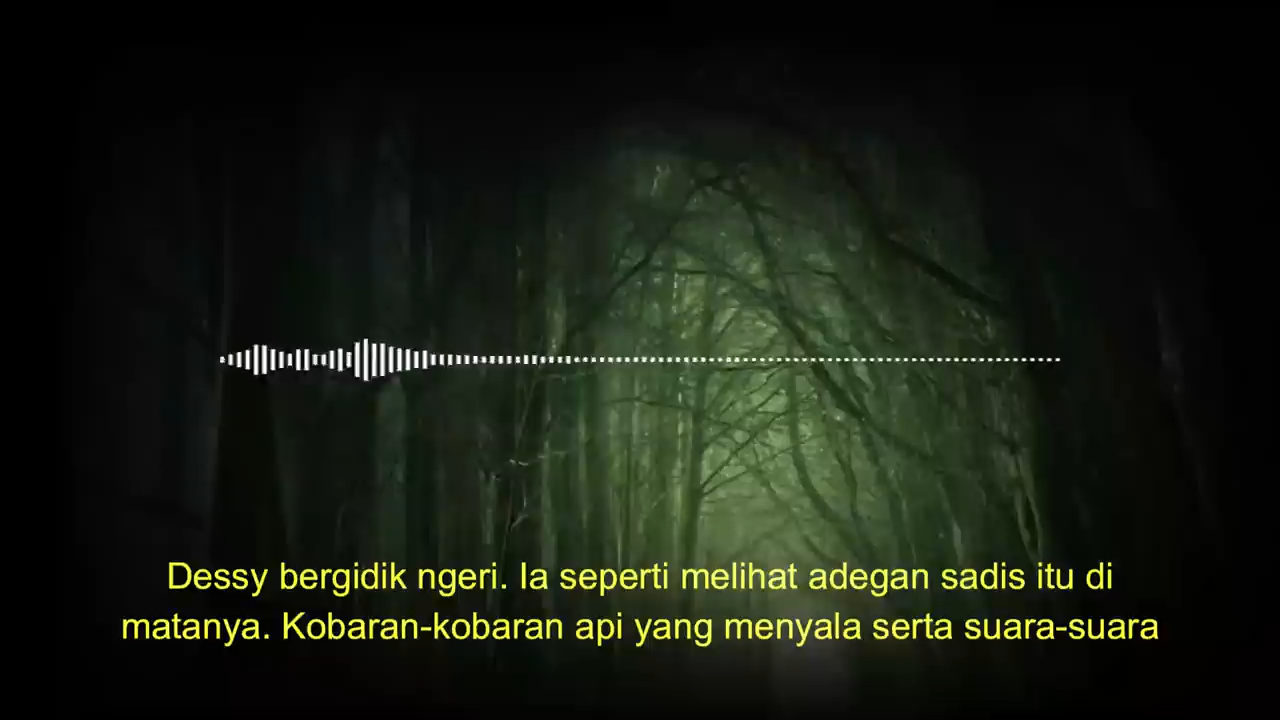 Dessy bergidik ngeri. Ia seperti melihat adegan sadis itu di
matanya. Kobaran-kobaran api yang menyala serta suara-suara